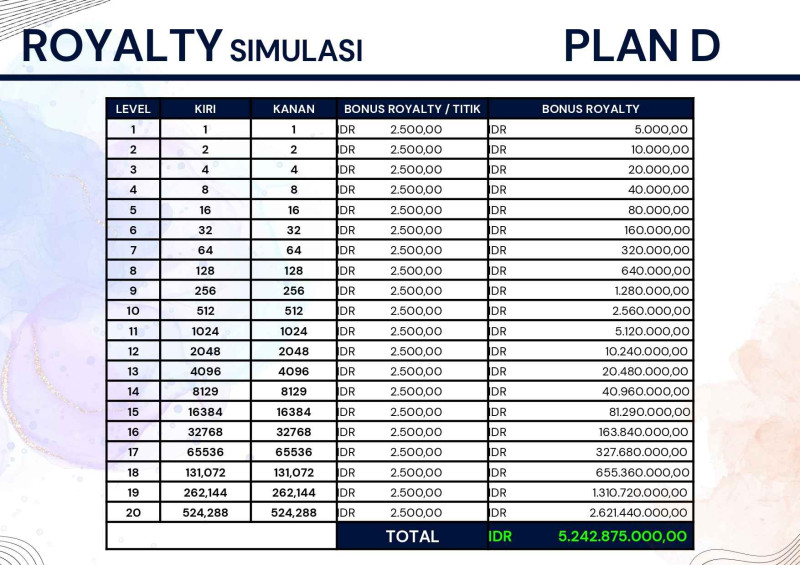 ROYALTY SIMULASI PLAN D
LEVEL KIRI KANAN BONUS ROYALTY / TITIK BONUS ROYALTY
1 1 1 IDR 2.500,00 IDR 5.000,00
2 2 2 IDR 2.500,00 IDR 10.000,00
3 4 4 IDR 2.500,00 IDR 20.000,00
4 8 8 IDR 2.500,00 IDR 40.000,00
5 16 16 IDR 2.500,00 IDR 80.000,00
6 32 32 IDR 2.500,00 IDR 160.000,00
7 64 64 IDR 2.500,00 IDR 320.000,00
8 128 128 IDR 2.500,00 IDR 640.000,00
9 256 256 IDR 2.500,00 IDR 1.280.000,00
10 512 512 IDR 2.500,00 IDR 2.560.000,00
11 1024 1024 IDR 2.500,00 IDR 5.120.000,00
12 2048 2048 IDR 2.500,00 IDR 10.240.000,00
13 4096 4096 IDR 2.500,00 IDR 20.480.000,00
14 8129 8129 IDR 2.500,00 IDR 40.960.000,00
15 16384 16384 IDR 2.500,00 IDR 81.290.000,00
16 32768 32768 IDR 2.500,00 IDR 163.840.000,00
17 65536 65536 IDR 2.500,00 IDR 327.680.000,00
18 131,072 131,072 IDR 2.500,00 IDR 655.360.000,00
19 262,144 262,144 IDR 2.500,00 IDR 1.310.720.000,00
20 524,288 524,288 IDR 2.500,00 IDR 2.621.440.000,00
TOTAL IDR 5.242.875.000,00